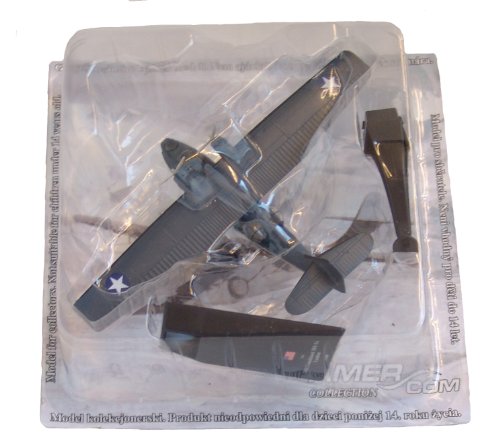 Model for collectors. Not suitable for children under 14 years old.
Model pro sběratele. Není vhodný pro děti do 14 let.
AMER
.COM
COLLECTION
Model kolekcjonerski. Produkt nieodpowiedni dla dzieci poniżej 14. roku życia.